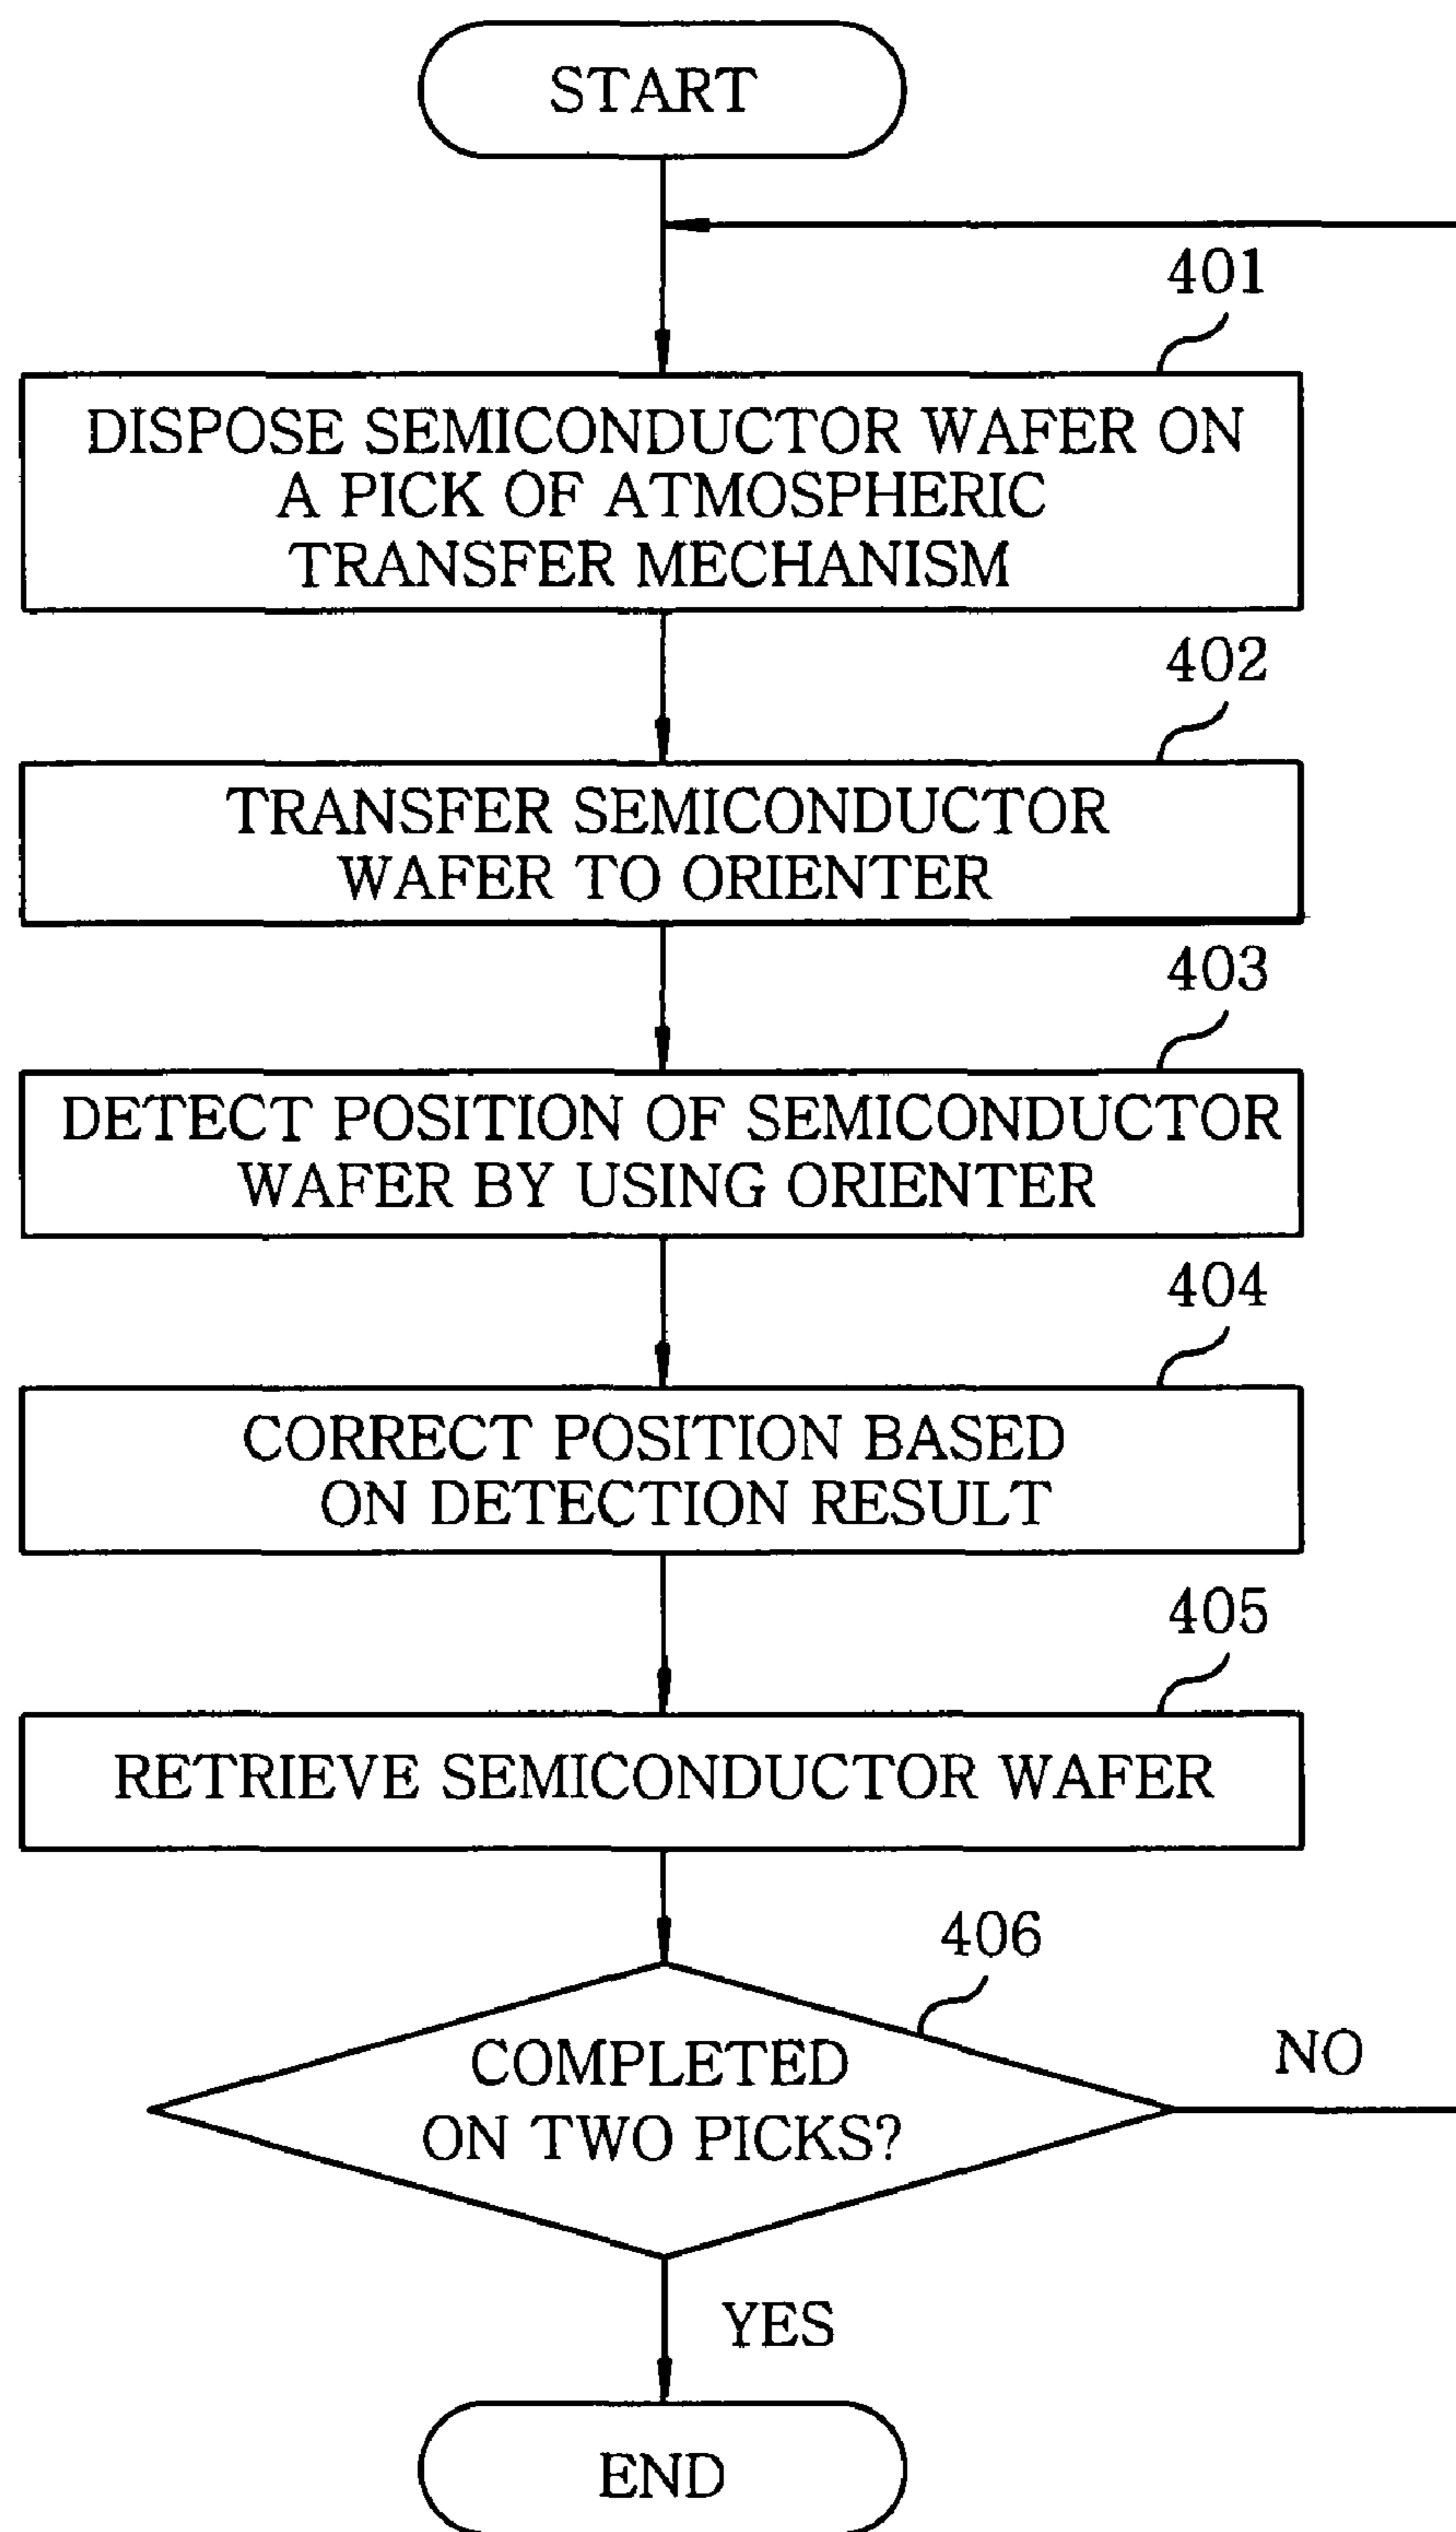 START
401
DISPOSE SEMICONDUCTOR WAFER ON
A PICK OF ATMOSPHERIC
TRANSFER MECHANISM
402
TRANSFER SEMICONDUCTOR
WAFER TO ORIENTER
403
DETECT POSITION OF SEMICONDUCTOR
WAFER BY USING ORIENTER
404
CORRECT POSITION BASED
ON DETECTION RESULT
405
RETRIEVE SEMICONDUCTOR WAFER
406
COMPLETED
ON TWO PICKS?
NO
YES
END